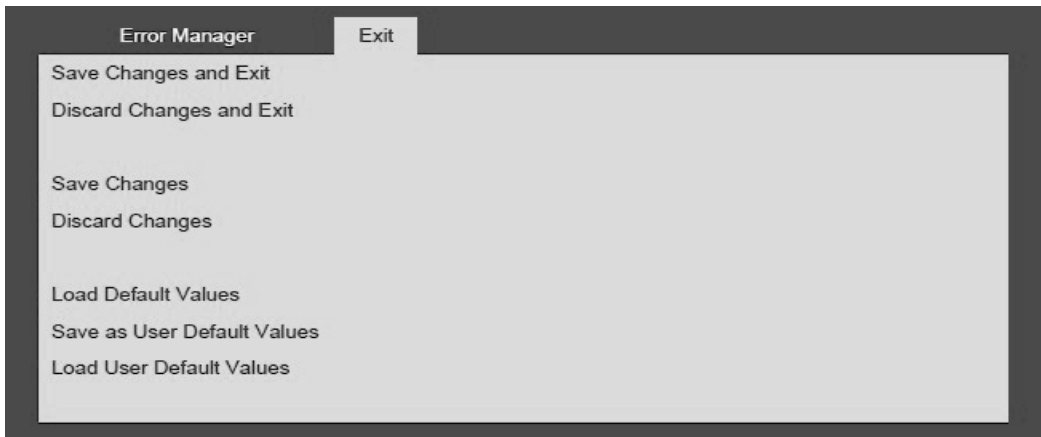 Error Manager Exit
Save Changes and Exit
Discard Changes and Exit
Save Changes
Discard Changes
Load Default Values
Save as User Default Values
Load User Default Values